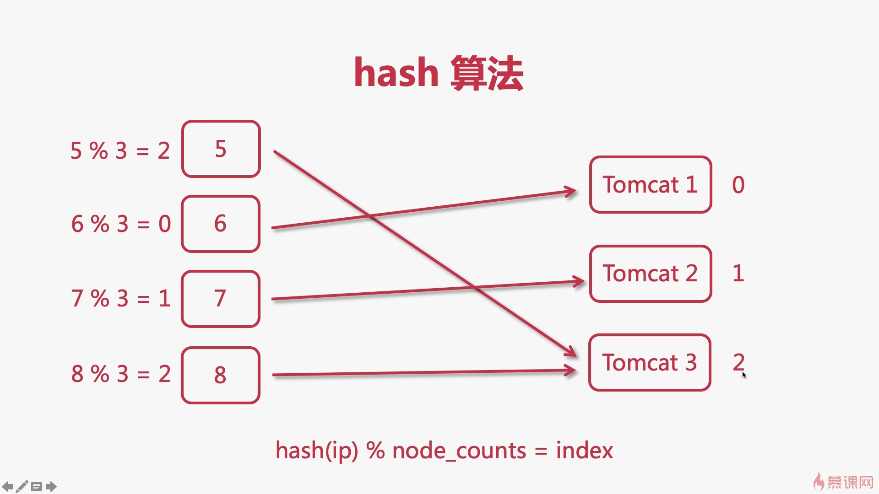 hash 算法
5 % 3 = 2
5
6 % 3 = 0
6
7 % 3 = 1
7
8 % 3 = 2
8
Tomcat 1
0
Tomcat 2
1
Tomcat 3
2
hash(ip) % node_counts = index
慕课网